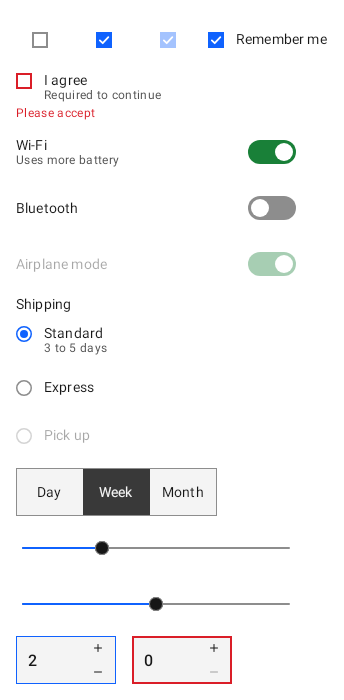 Remember me
I agree
Required to continue
Please accept
Wi-Fi
Uses more battery
Bluetooth
Airplane mode
Shipping
Standard
3 to 5 days
Express
Pick up
Day Week Month
2 + −
0 + −